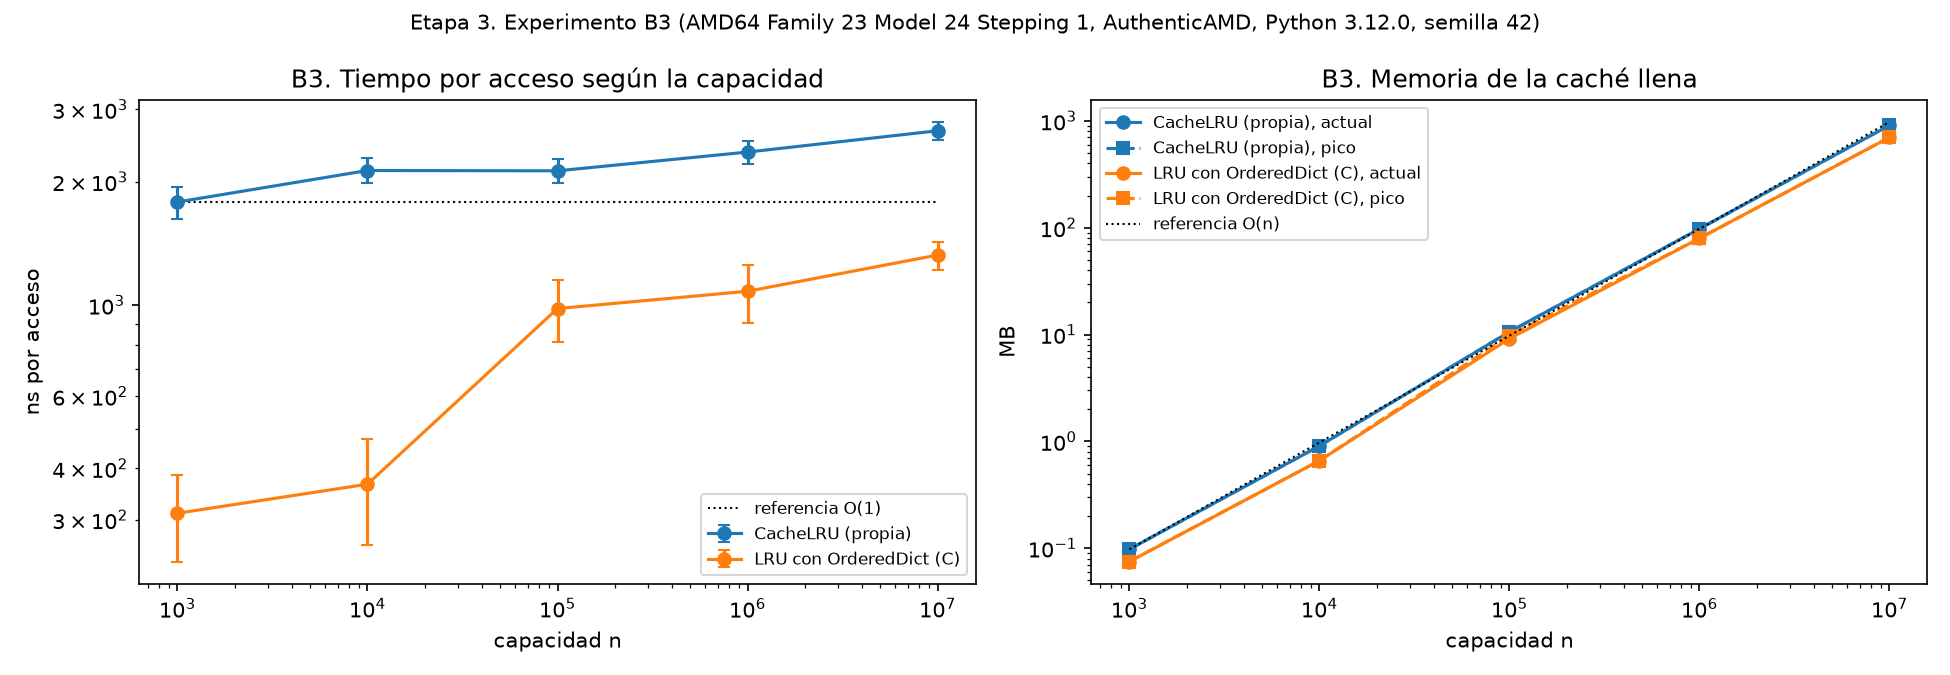 Etapa 3. Experimento B3 (AMD64 Family 23 Model 24 Stepping 1, AuthenticAMD, Python 3.12.0, semilla 42)
B3. Tiempo por acceso según la capacidad
ns por acceso
3 × 10³
2 × 10³
10³
6 × 10²
4 × 10²
3 × 10²
referencia O(1)
CacheLRU (propia)
LRU con OrderedDict (C)
10³ 10⁴ 10⁵ 10⁶ 10⁷
capacidad n
B3. Memoria de la caché llena
MB
10³
10²
10¹
10⁰
10⁻¹
CacheLRU (propia), actual
CacheLRU (propia), pico
LRU con OrderedDict (C), actual
LRU con OrderedDict (C), pico
referencia O(n)
10³ 10⁴ 10⁵ 10⁶ 10⁷
capacidad n